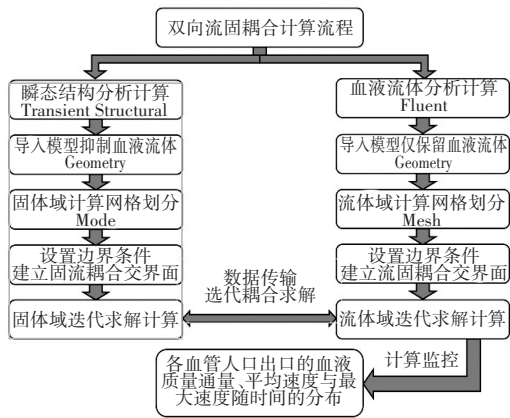 双向流固耦合计算流程
瞬态结构分析计算
Transient Structural
血液流体分析计算
Fluent
导入模型抑制血液流体
Geometry
导入模型仅保留血液流体
Geometry
固体域计算网格划分
Mode
流体域计算网格划分
Mesh
设置边界条件
建立固流耦合交界面
设置边界条件
建立流固耦合交界面
数据传输
迭代耦合求解
固体域迭代求解计算
流体域迭代求解计算
计算监控
各血管人口出口的血液
质量通量、平均速度与最
大速度随时间的分布